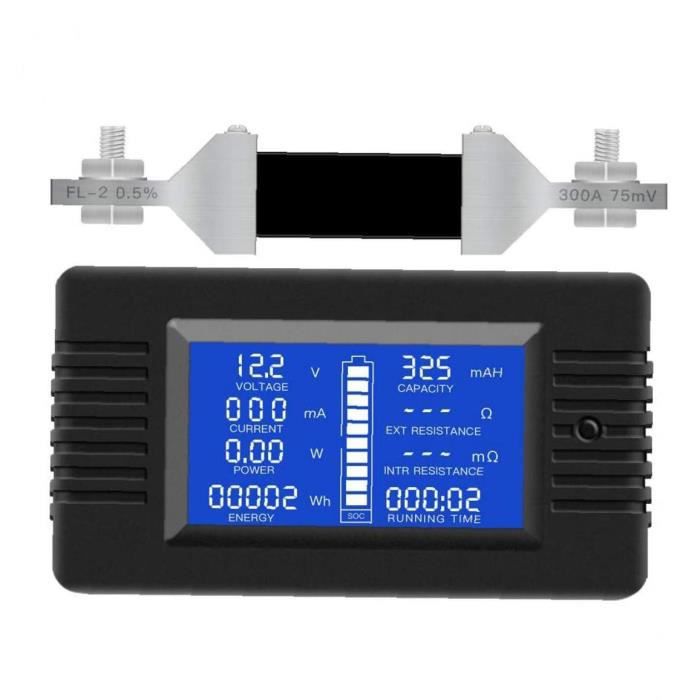 FL-2 0.5%
300A 75mV
12.2 V
VOLTAGE
000 mA
CURRENT
0.00 W
POWER
00002 Wh
ENERGY
SOC
325 mAH
CAPACITY
--- Ω
EXT RESISTANCE
--- mΩ
INTR RESISTANCE
000:02
RUNNING TIME